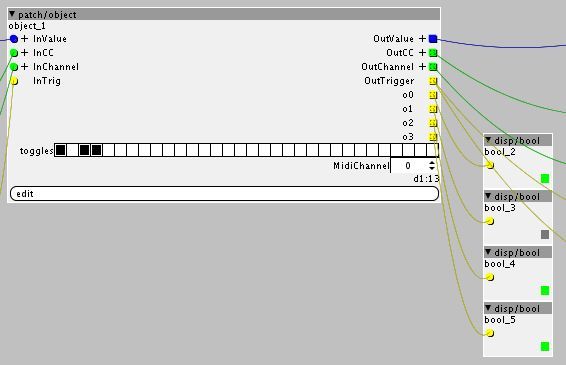 patch/object
object_1
+ InValue OutValue +
+ InCC OutCC +
+ InChannel OutChannel +
InTrig OutTrigger
o0
o1
o2
o3
toggles
MidiChannel 0
d1:13
edit
disp/bool
bool_2
disp/bool
bool_3
disp/bool
bool_4
disp/bool
bool_5